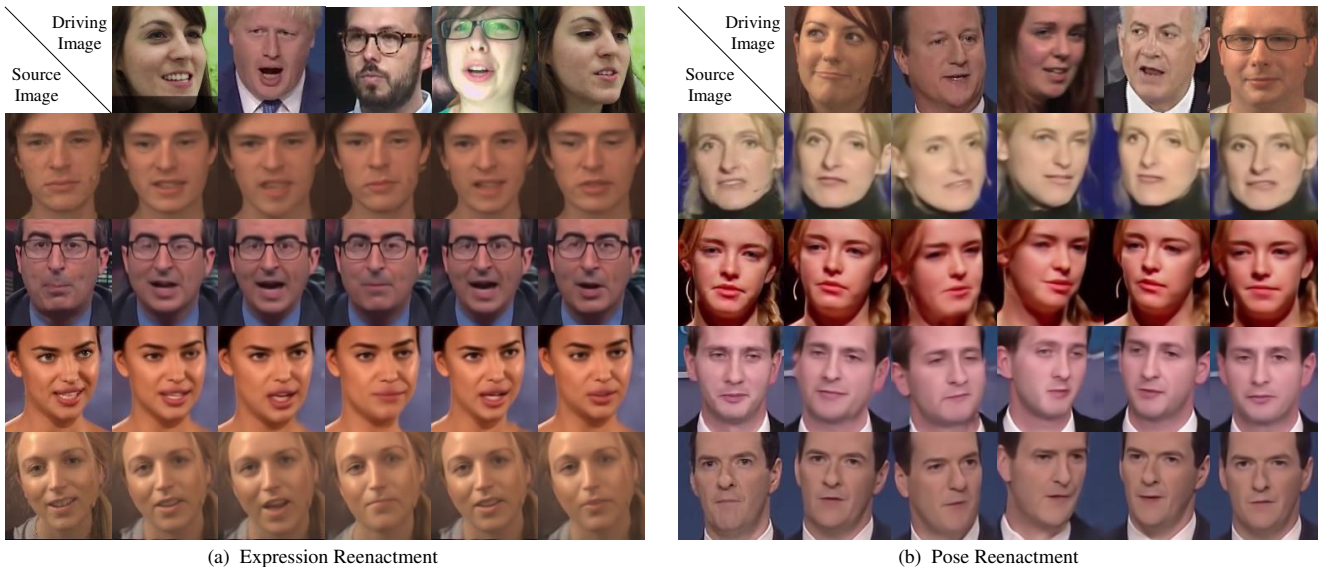 Driving
Image
Source
Image
(a) Expression Reenactment
Driving
Image
Source
Image
(b) Pose Reenactment